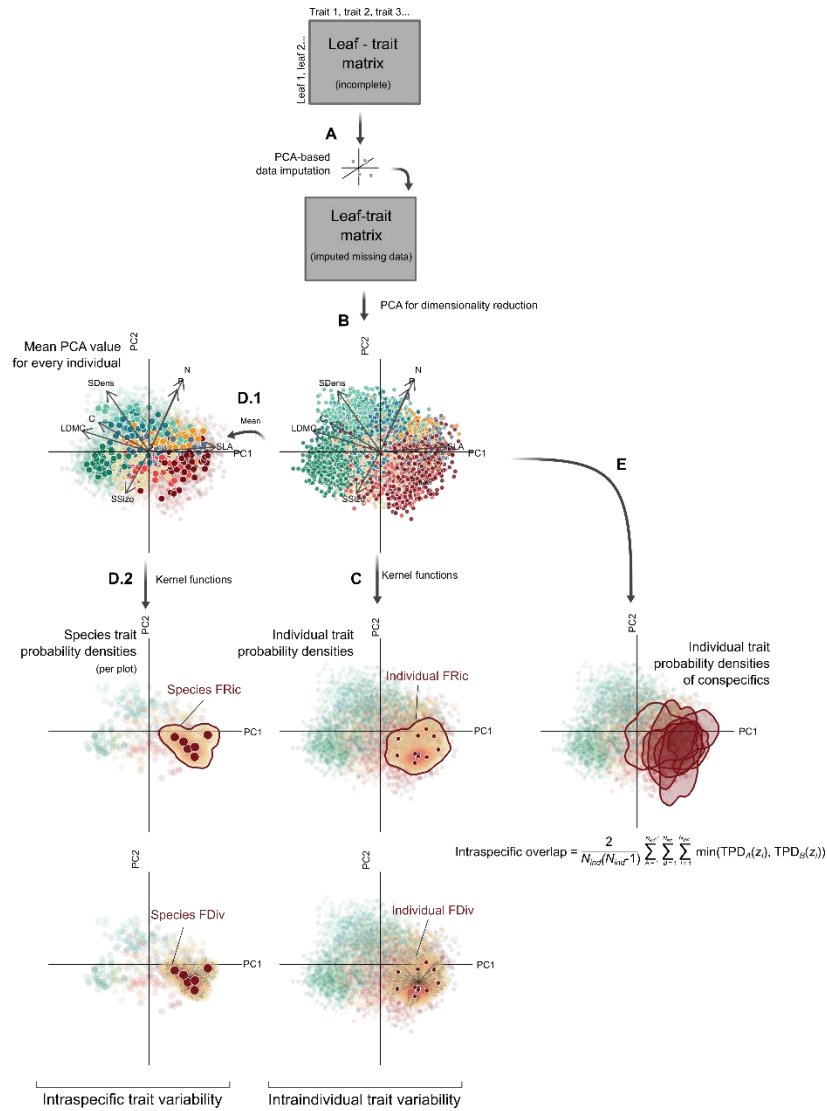 Trait 1, trait 2, trait 3...
Leaf 1, leaf 2...
Leaf - trait
matrix
(incomplete)
A
PCA-based
data imputation
Leaf-trait
matrix
(imputed missing data)
B
PCA for dimensionality reduction
Mean PCA value
for every individual
PC2
N
P
SDens
C
LDMC
SLA
SSize
D.1
Mean
PC2
N
P
SDens
C
LDMC
SLA
SSize
PC1
PC1
E
D.2
Kernel functions
C
Kernel functions
Species trait
probability densities
(per plot)
PC2
Species FRic
PC1
Individual trait
probability densities
PC2
Individual FRic
PC1
PC2
Individual trait
probability densities
of conspecifics
PC1
Intraspecific overlap = 2 / N_ind(N_ind-1) ∑ ∑ ∑ min(TPD_A(z_i), TPD_B(z_i))
PC2
Species FDiv
PC1
PC2
Individual FDiv
PC1
Intraspecific trait variability
Intraindividual trait variability